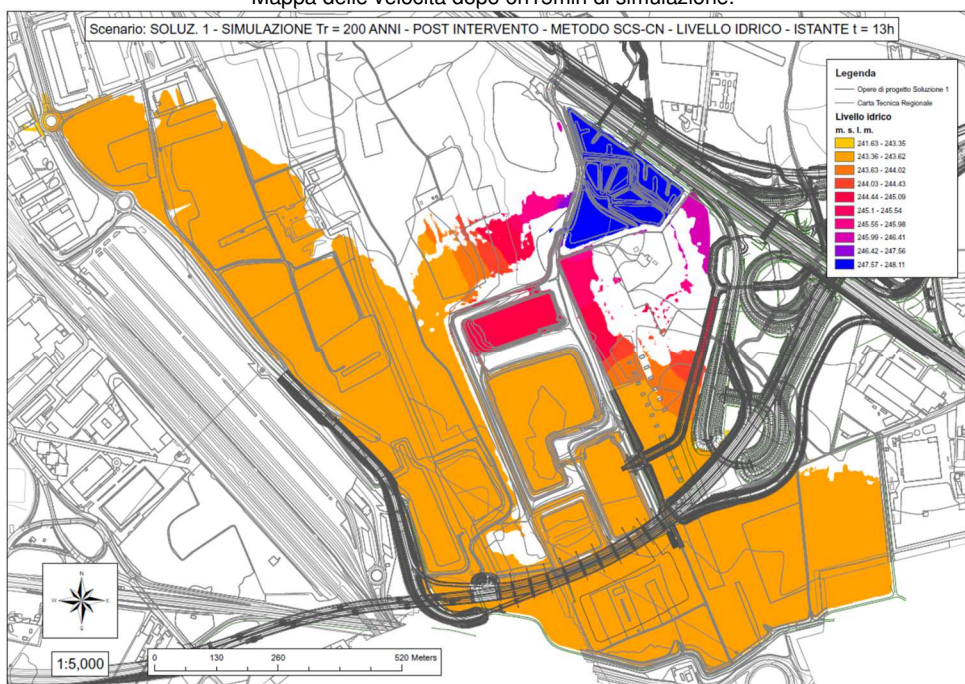 Mappa delle velocità dopo 6h15min di simulazione.
Scenario: SOLUZ. 1 - SIMULAZIONE Tr = 200 ANNI - POST INTERVENTO - METODO SCS-CN - LIVELLO IDRICO - ISTANTE t = 13h
Legenda
Opere di progetto Soluzione 1
Carta Tecnica Regionale
Livello idrico
m. s. l. m.
241.63 - 243.35
243.36 - 243.62
243.63 - 244.02
244.03 - 244.43
244.44 - 245.09
245.1 - 245.54
245.55 - 245.98
245.99 - 246.41
246.42 - 247.56
247.57 - 248.11
N
W E
S
1:5,000
0 130 260 520 Meters